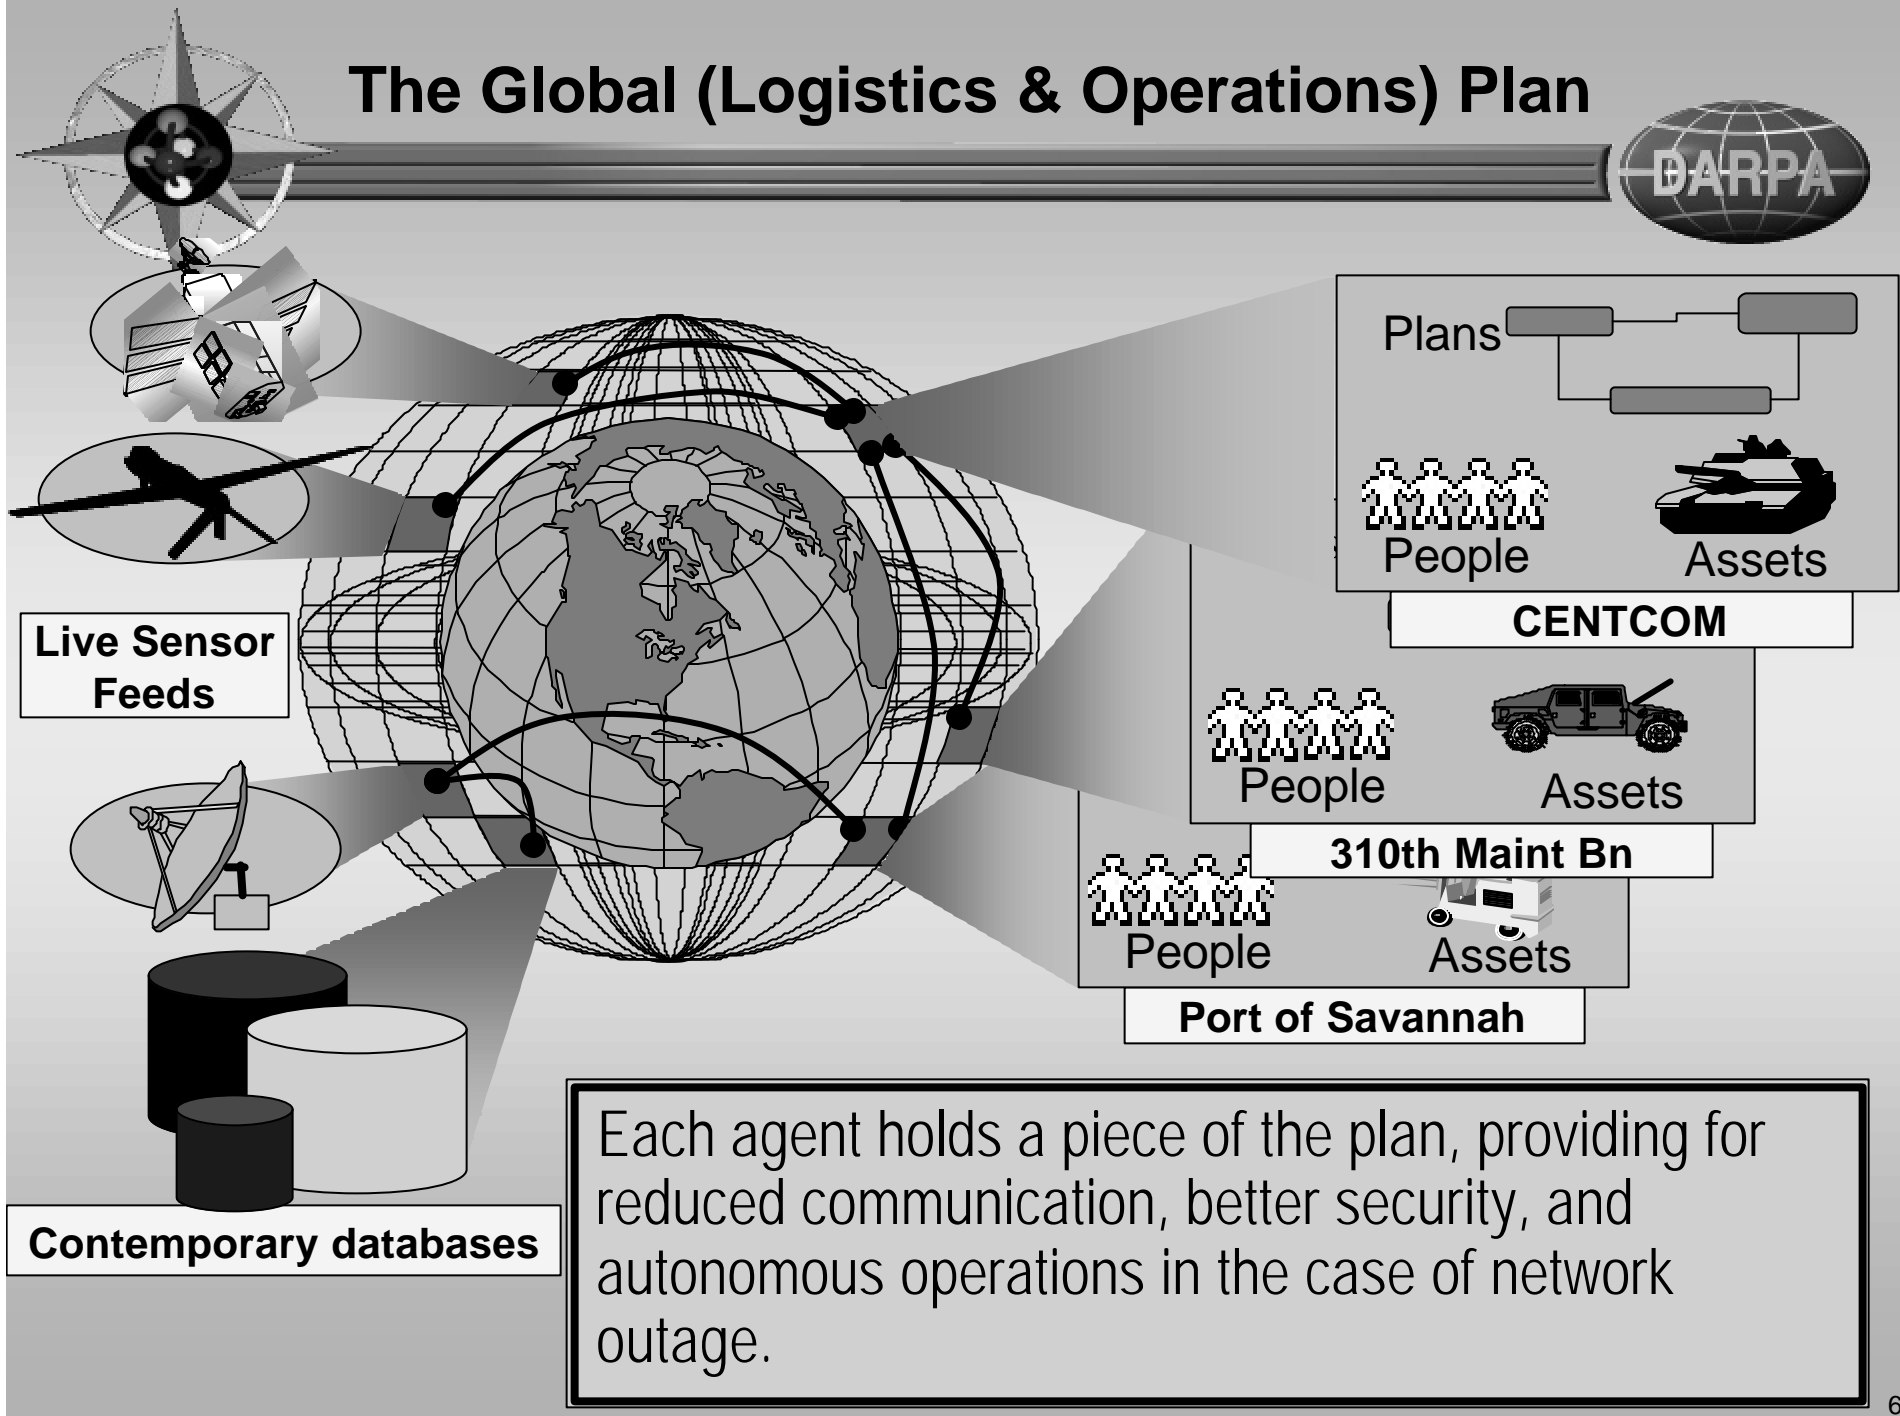 The Global (Logistics & Operations) Plan
DARPA
Plans
People
Assets
CENTCOM
Live Sensor
Feeds
People
Assets
310th Maint Bn
People
Assets
Port of Savannah
Contemporary databases
Each agent holds a piece of the plan, providing for
reduced communication, better security, and
autonomous operations in the case of network
outage.
6